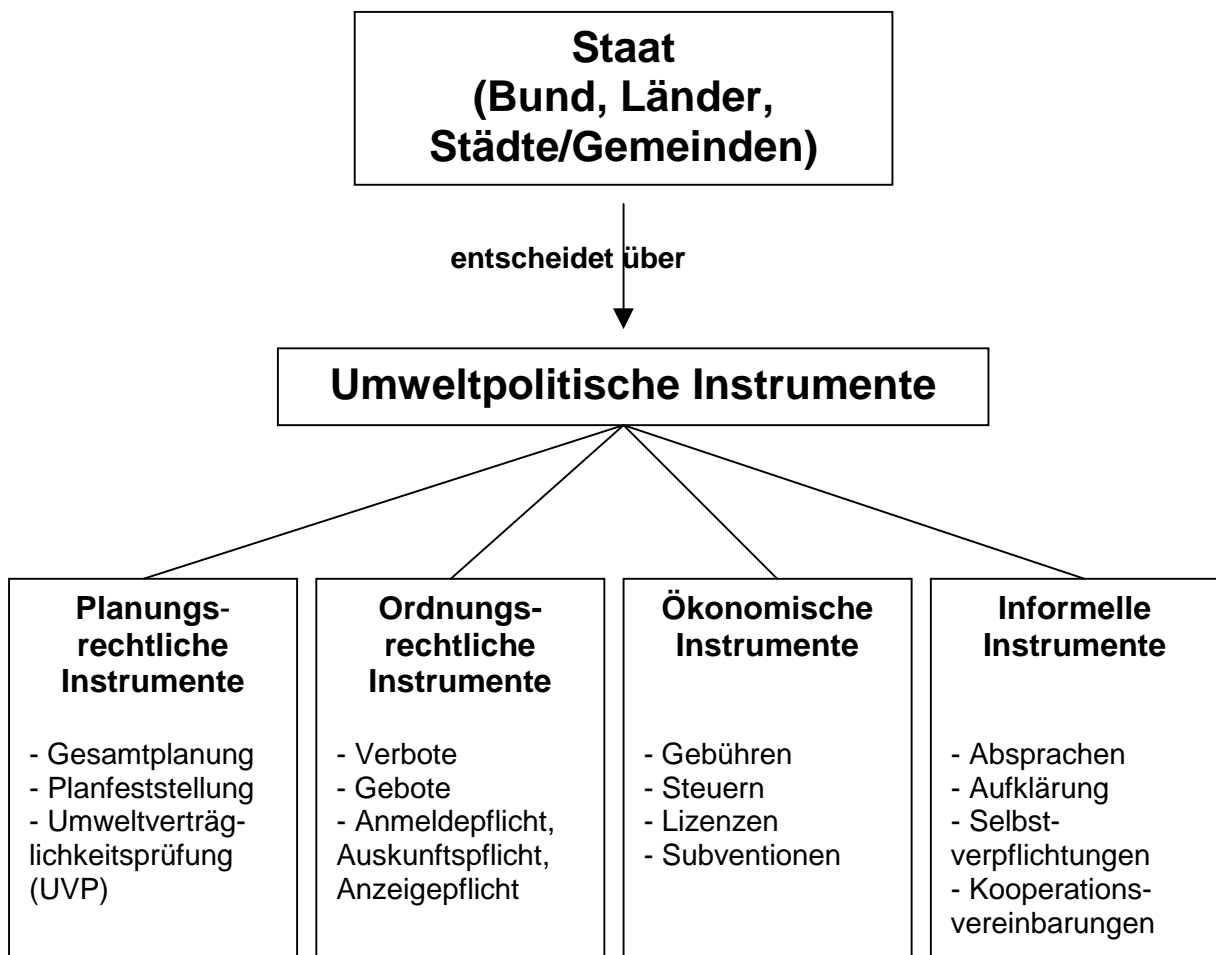 Staat
(Bund, Länder,
Städte/Gemeinden)
entscheidet über
Umweltpolitische Instrumente
Planungs-
rechtliche
Instrumente
- Gesamtplanung
- Planfeststellung
- Umweltverträg-
lichkeitsprüfung
(UVP)
Ordnungs-
rechtliche
Instrumente
- Verbote
- Gebote
- Anmeldepflicht,
Auskunftspflicht,
Anzeigepflicht
Ökonomische
Instrumente
- Gebühren
- Steuern
- Lizenzen
- Subventionen
Informelle
Instrumente
- Absprachen
- Aufklärung
- Selbst-
verpflichtungen
- Kooperations-
vereinbarungen